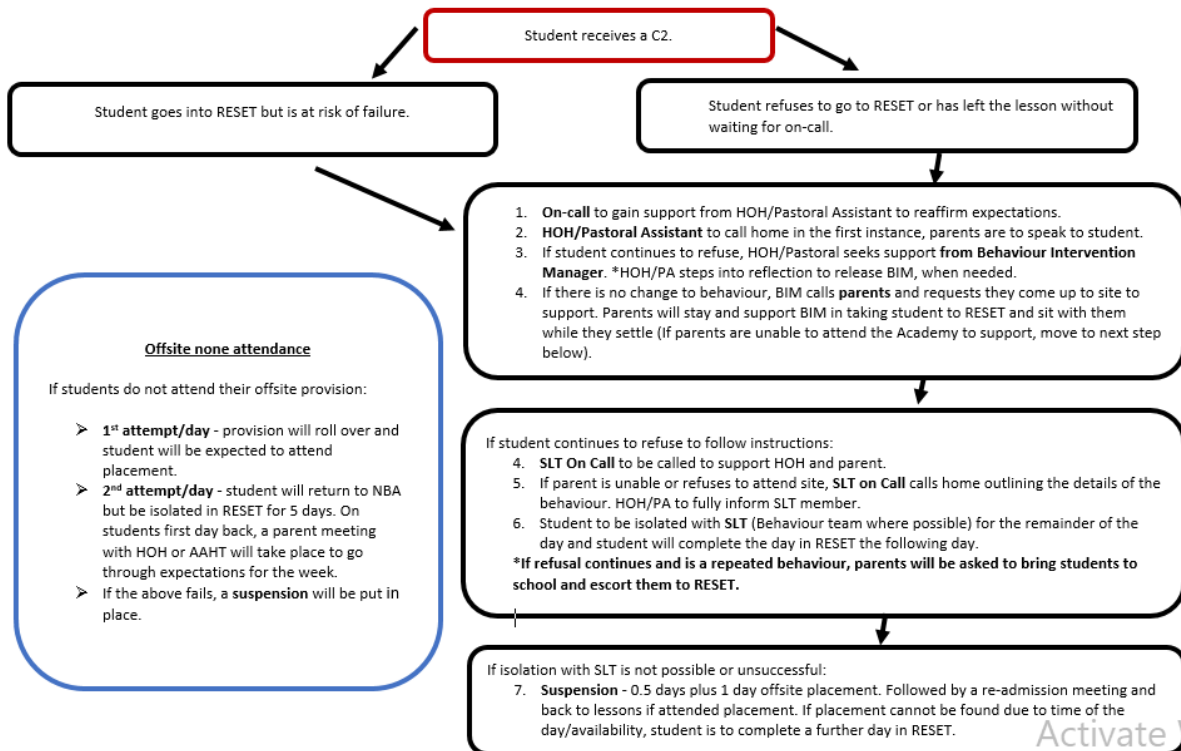 Student receives a C2.
Student goes into RESET but is at risk of failure.
Student refuses to go to RESET or has left the lesson without
waiting for on-call.
1. On-call to gain support from HOH/Pastoral Assistant to reaffirm expectations.
2. HOH/Pastoral Assistant to call home in the first instance, parents are to speak to student.
3. If student continues to refuse, HOH/Pastoral seeks support from Behaviour Intervention
Manager. *HOH/PA steps into reflection to release BIM, when needed.
4. If there is no change to behaviour, BIM calls parents and requests they come up to site to
support. Parents will stay and support BIM in taking student to RESET and sit with them
while they settle (If parents are unable to attend the Academy to support, move to next step
below).
Offsite none attendance
If students do not attend their offsite provision:
➢ 1st attempt/day - provision will roll over and
student will be expected to attend
placement.
➢ 2nd attempt/day - student will return to NBA
but be isolated in RESET for 5 days. On
students first day back, a parent meeting
with HOH or AAHT will take place to go
through expectations for the week.
➢ If the above fails, a suspension will be put in
place.
If student continues to refuse to follow instructions:
4. SLT On Call to be called to support HOH and parent.
5. If parent is unable or refuses to attend site, SLT on Call calls home outlining the details of the
behaviour. HOH/PA to fully inform SLT member.
6. Student to be isolated with SLT (Behaviour team where possible) for the remainder of the
day and student will complete the day in RESET the following day.
*If refusal continues and is a repeated behaviour, parents will be asked to bring students to
school and escort them to RESET.
If isolation with SLT is not possible or unsuccessful:
7. Suspension - 0.5 days plus 1 day offsite placement. Followed by a re-admission meeting and
back to lessons if attended placement. If placement cannot be found due to time of the
day/availability, student is to complete a further day in RESET.
Activate